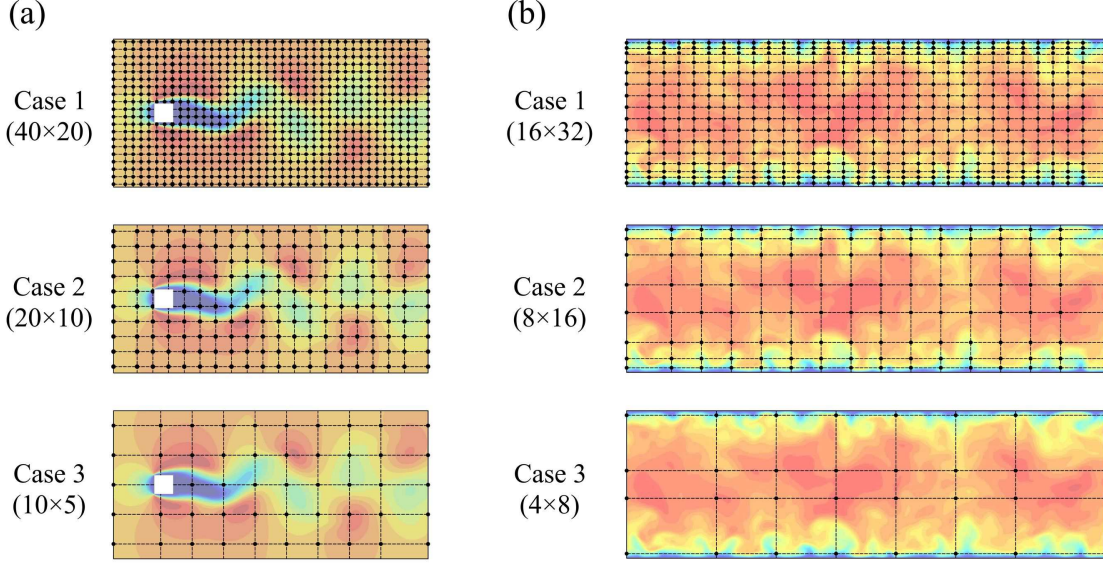 (a)
Case 1
(40×20)
Case 2
(20×10)
Case 3
(10×5)
(b)
Case 1
(16×32)
Case 2
(8×16)
Case 3
(4×8)